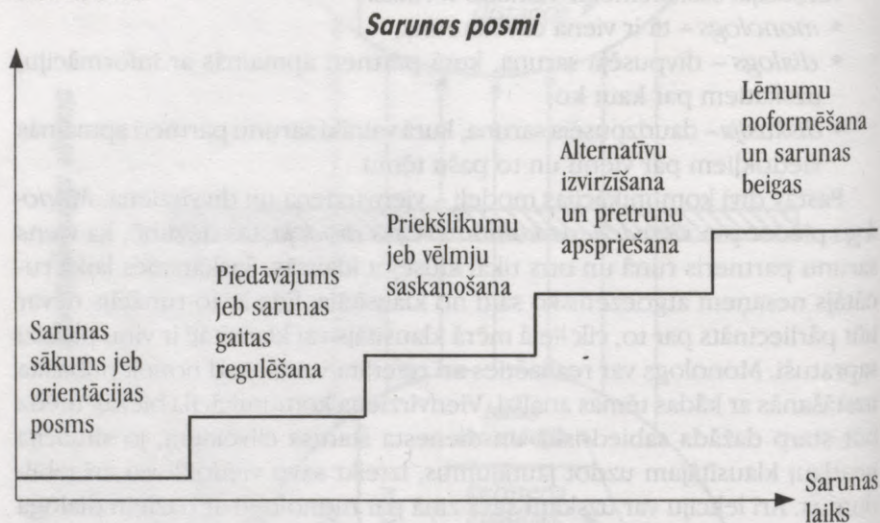 Sarunas posmi
Sarunas
sākums jeb
orientācijas
posms
Piedāvājums
jeb sarunas
gaitas
regulēšana
Priekšlikumu
jeb vēlmju
saskaņošana
Alternatīvu
izvirzīšana
un pretrunu
apspriešana
Lēmumu
noformēšana
un sarunas
beigas
Sarunas
laiks